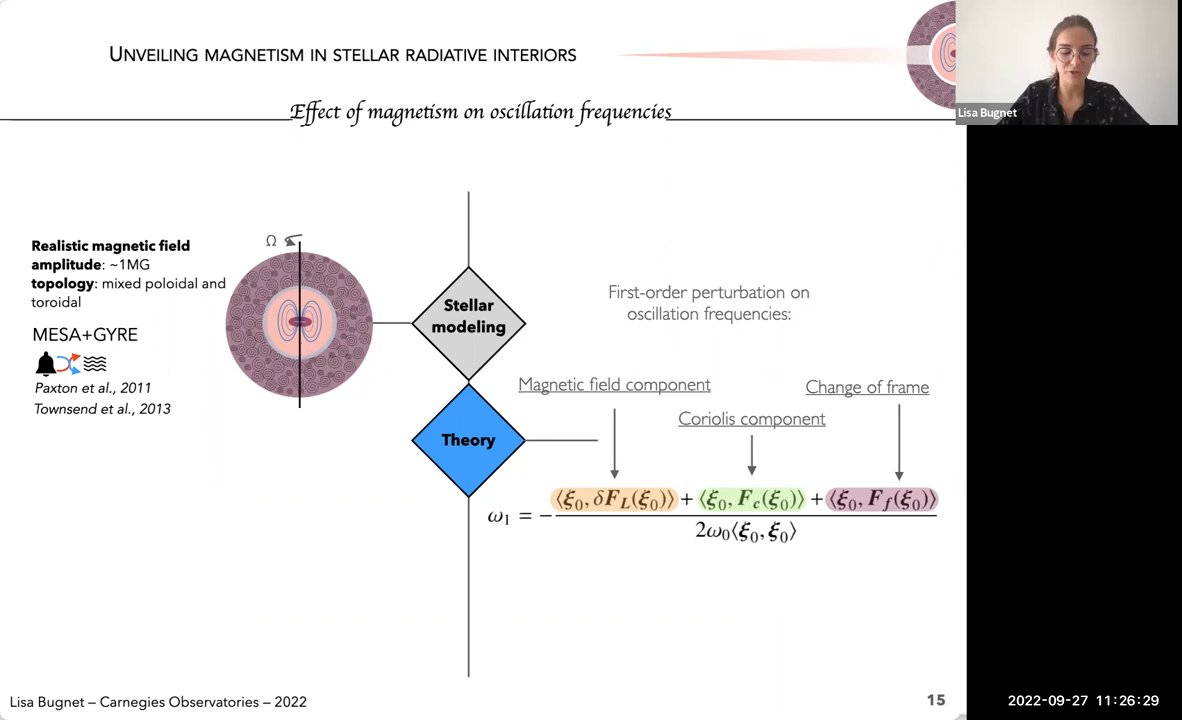 UNVEILING MAGNETISM IN STELLAR RADIATIVE INTERIORS
Effect of magnetism on oscillation frequencies
Lisa Bugnet
Realistic magnetic field
amplitude: ~1MG
topology: mixed poloidal and
toroidal
MESA+GYRE
Paxton et al., 2011
Townsend et al., 2013
Ω
Stellar
modeling
Theory
First-order perturbation on
oscillation frequencies:
Magnetic field component
Change of frame
Coriolis component
⟨ξ₀, δF_L(ξ₀)⟩ + ⟨ξ₀, F_c(ξ₀)⟩ + ⟨ξ₀, F_f(ξ₀)⟩
ω₁ = −
2ω₀⟨ξ₀, ξ₀⟩
Lisa Bugnet – Carnegies Observatories – 2022
15
2022-09-27 11:26:29